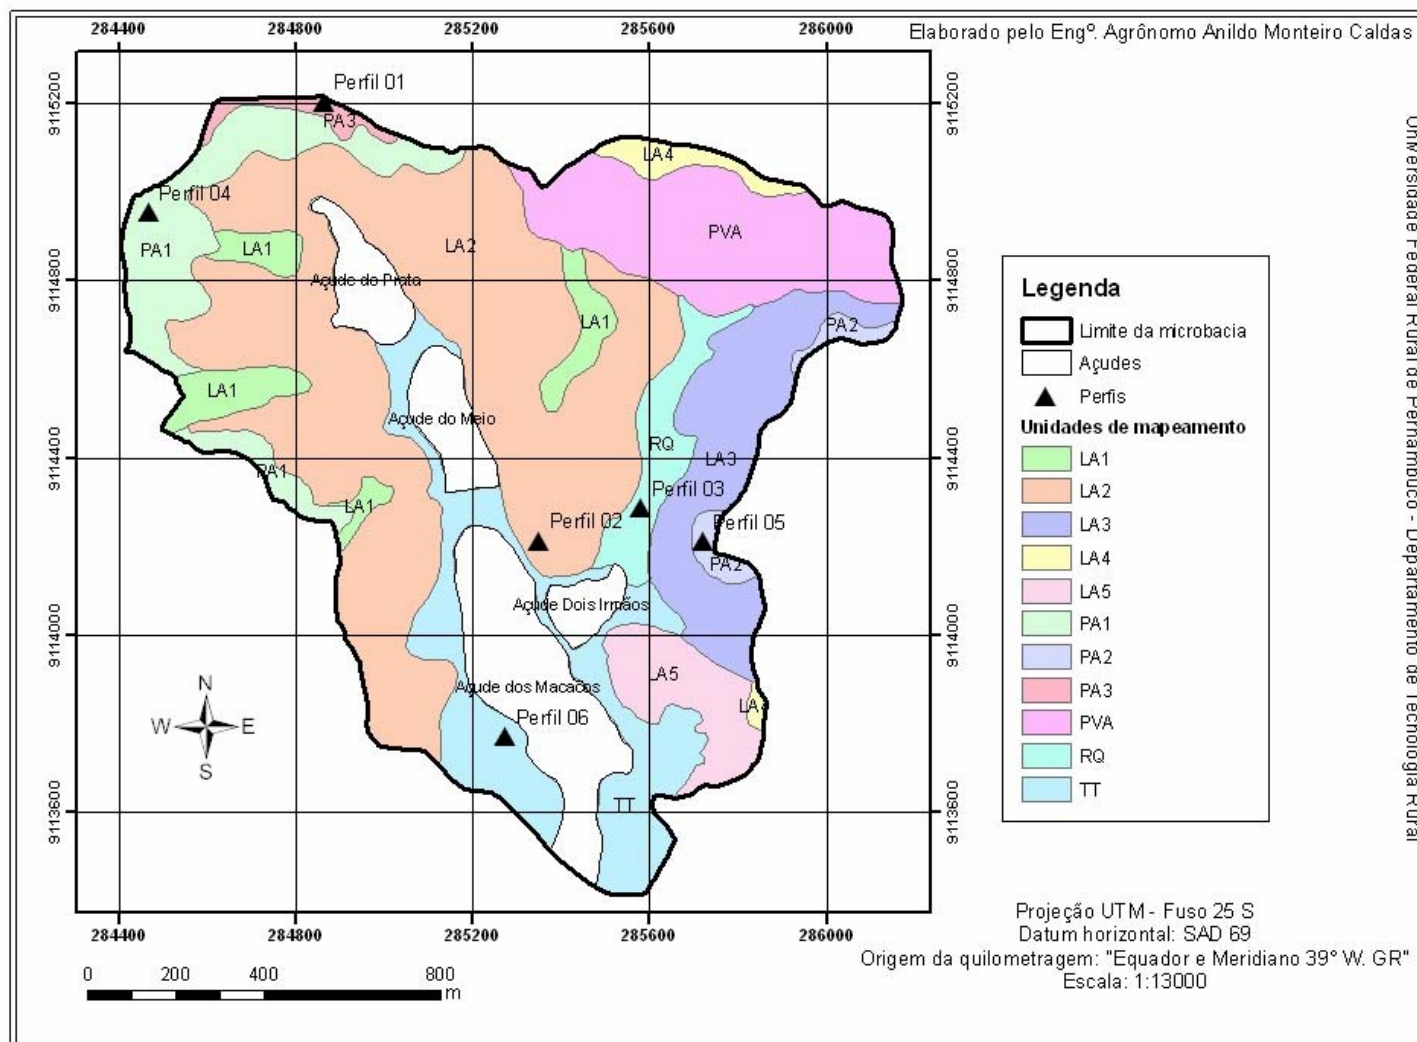 284400 284800 285200 285600 286000
Elaborado pelo Engº. Agrônomo Anildo Monteiro Caldas
Universidade Federal Rural de Pernambuco - Departamento de Tecnologia Rural
9115200
9114800
9114400
9114000
9113600
9115200
9114800
9114400
9114000
9113600
Perfil 01
PA3
LA4
Perfil 04
PVA
PA1
LA1
LA2
Açude do Prata
LA1
PA2
LA1
Açude do Meio
RQ
LA3
PA1
Perfil 03
LA1
Perfil 02
Perfil 05
PA2
Açude Dois Irmãos
LA5
Açude dos Macacos
LA4
Perfil 06
TT
N
W E
S
284400 284800 285200 285600 286000
0 200 400 800
m
Legenda
Limite da microbacia
Açudes
Perfis
Unidades de mapeamento
LA1
LA2
LA3
LA4
LA5
PA1
PA2
PA3
PVA
RQ
TT
Projeção UTM - Fuso 25 S
Datum horizontal: SAD 69
Origem da quilometragem: "Equador e Meridiano 39° W. GR"
Escala: 1:13000